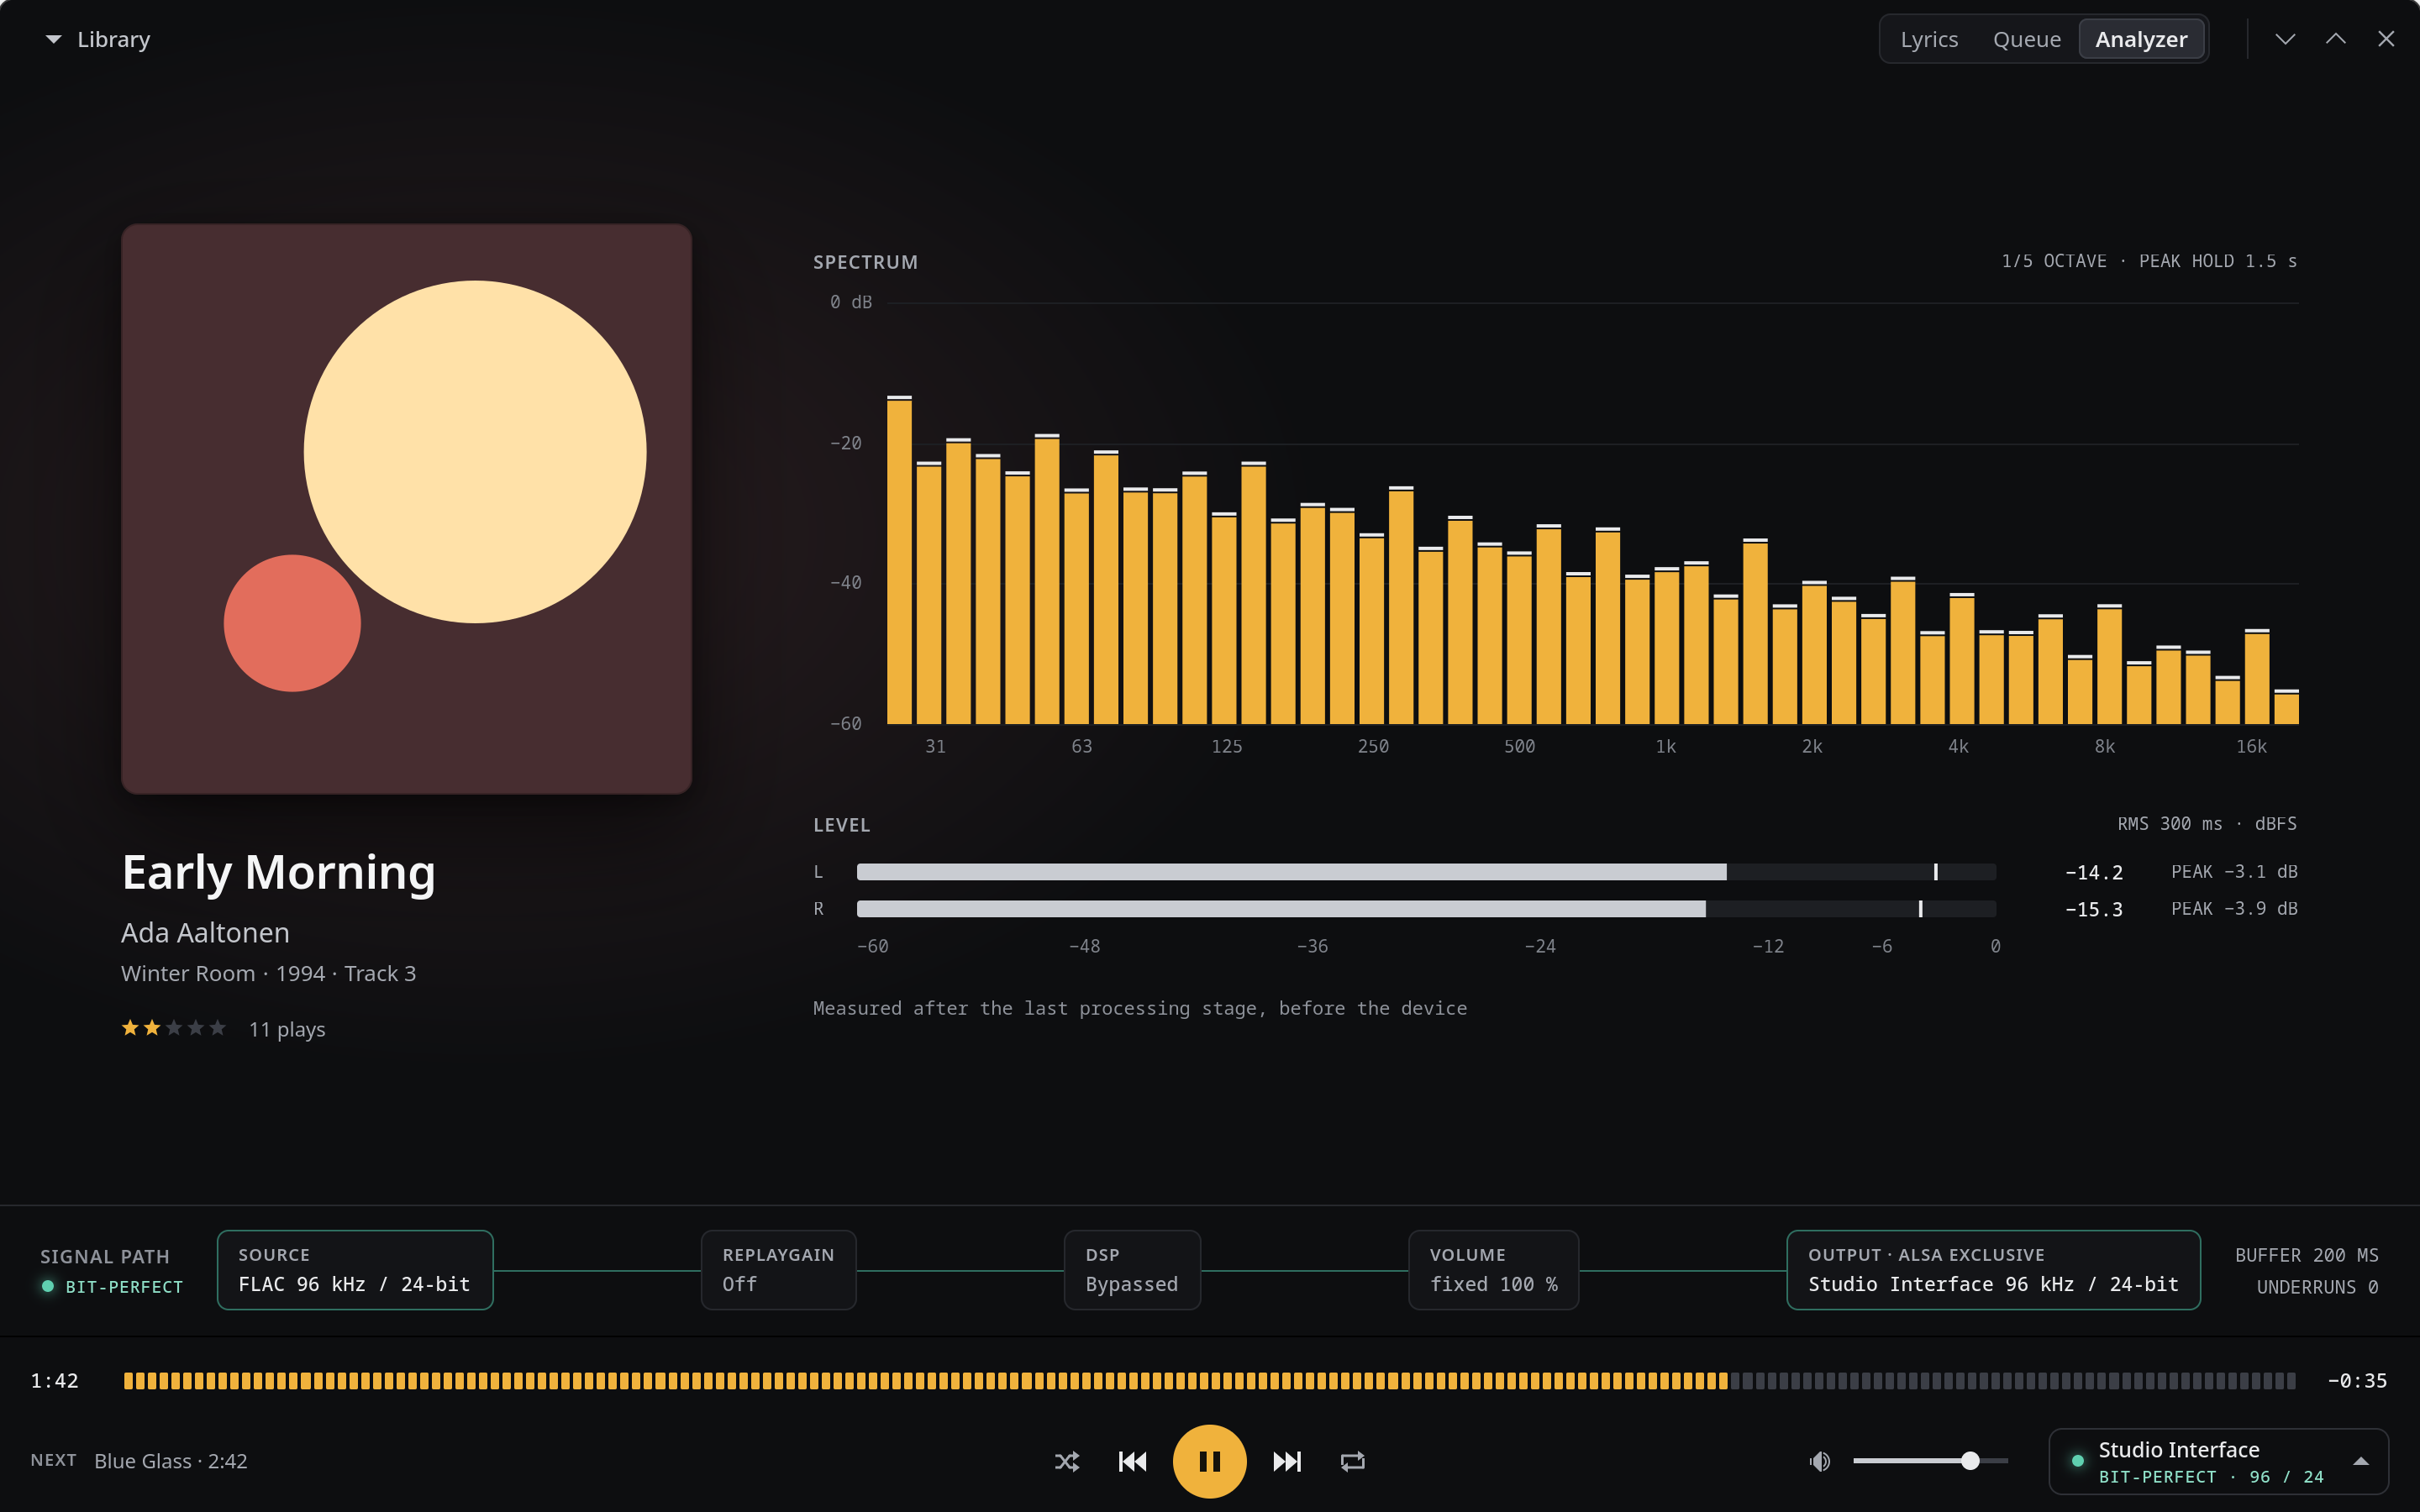 Library
Lyrics Queue Analyzer
SPECTRUM
1/5 OCTAVE · PEAK HOLD 1.5 s
0 dB
−20
−40
−60
31 63 125 250 500 1k 2k 4k 8k 16k
LEVEL
RMS 300 ms · dBFS
L −14.2 PEAK −3.1 dB
R −15.3 PEAK −3.9 dB
−60 −48 −36 −24 −12 −6 0
Measured after the last processing stage, before the device
Early Morning
Ada Aaltonen
Winter Room · 1994 · Track 3
11 plays
SIGNAL PATH
BIT-PERFECT
SOURCE
FLAC 96 kHz / 24-bit
REPLAYGAIN
Off
DSP
Bypassed
VOLUME
fixed 100 %
OUTPUT · ALSA EXCLUSIVE
Studio Interface 96 kHz / 24-bit
BUFFER 200 MS
UNDERRUNS 0
1:42
−0:35
NEXT Blue Glass · 2:42
Studio Interface
BIT-PERFECT · 96 / 24